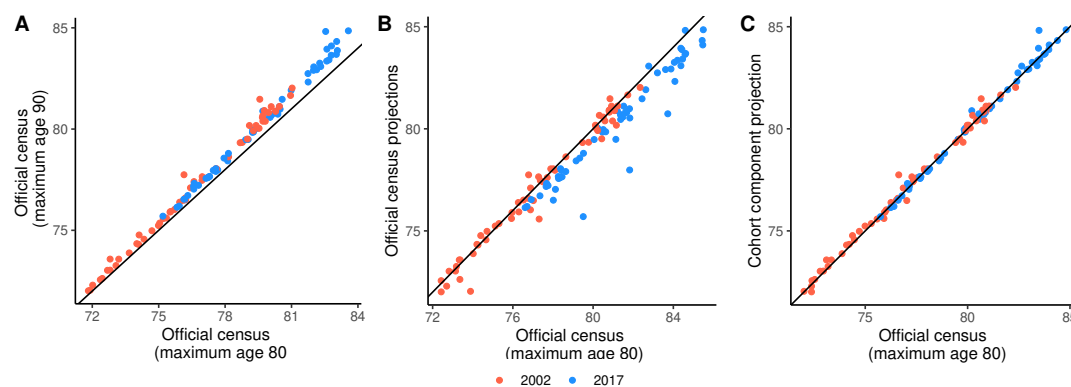 A
B
C
Official census
(maximum age 90)
85
80
75
72
75
78
81
84
Official census
(maximum age 80
Official census projections
85
80
75
72
76
80
84
Official census
(maximum age 80)
Cohort component projection
85
80
75
75
80
85
Official census
(maximum age 80)
2002
2017